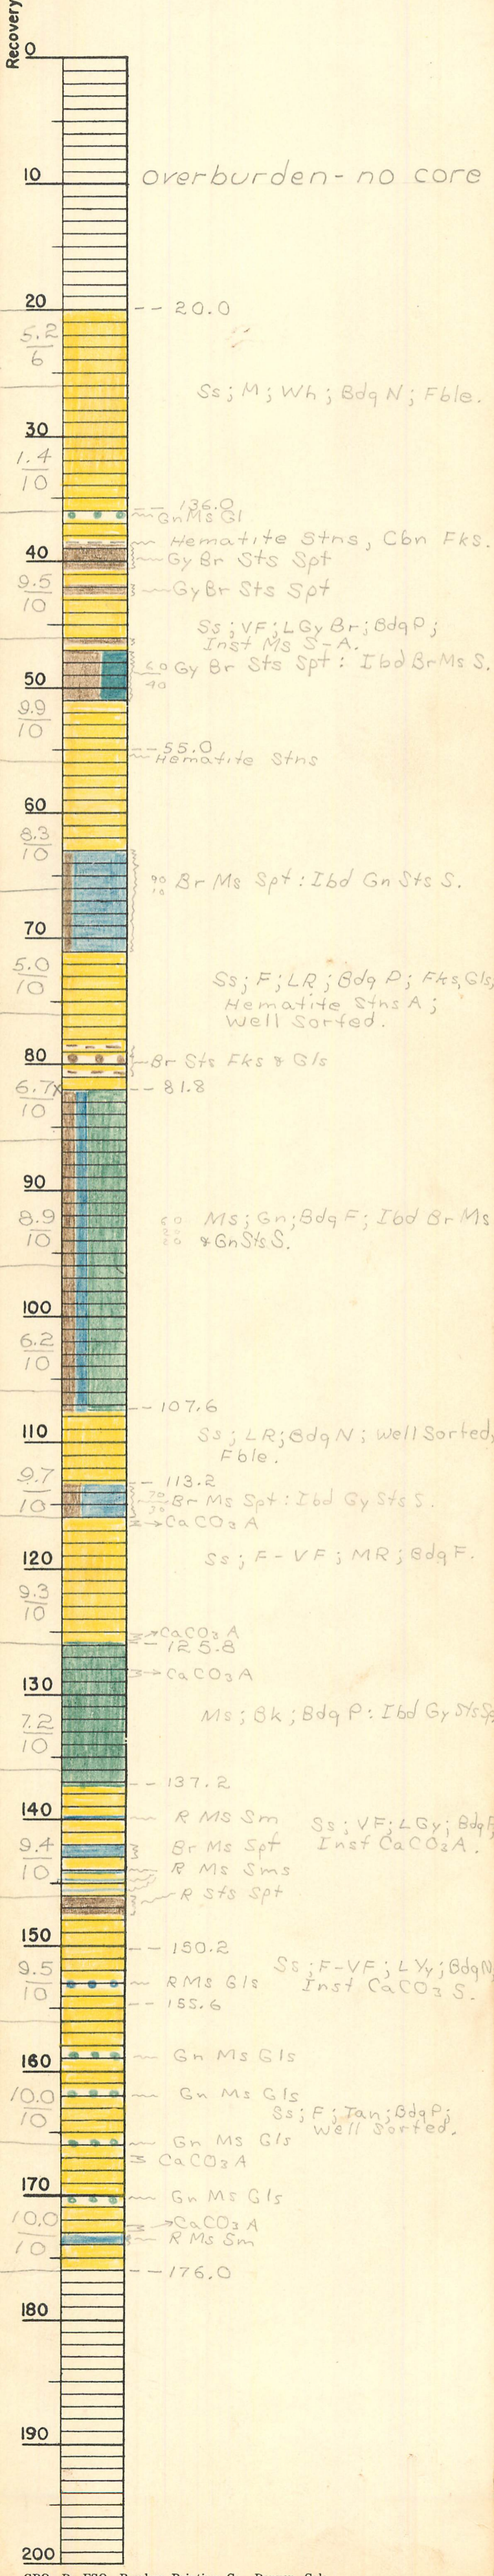 Recovery
0
10
overburden - no core
20
-- 20.0
5.2
6
Ss; M; Wh; Bdg N; Fble.
30
1.4
10
-- 136.0
Gn Ms Gl
Hematite Stns, Cbn Fks.
40
Gy Br Sts Spt
9.5
10
Gy Br Sts Spt
Ss; VF; LGy Br; Bdg P;
Inst Ms S-A.
60
40
Gy Br Sts Spt: Ibd Br Ms S.
50
9.9
10
-- 55.0
Hematite Stns
60
8.3
10
90
10
Br Ms Spt: Ibd Gn Sts S.
70
5.0
10
Ss; F; LR; Bdg P; Fks, Gls,
Hematite Stns A;
Well Sorted.
80
Br Sts Fks & Gls
6.7
10
-- 81.8
90
8.9
10
Ms; Gn; Bdg F; Ibd Br Ms
& Gn Sts S.
100
6.2
10
-- 107.6
110
Ss; LR; Bdg N; Well Sorted,
Fble.
9.7
10
-- 113.2
70
30
Br Ms Spt: Ibd Gy Sts S.
CaCO3 A
120
Ss; F-VF; MR; Bdg F.
9.3
10
CaCO3 A
-- 125.8
CaCO3 A
130
7.2
10
Ms; Bk; Bdg P: Ibd Gy Sts Sp
-- 137.2
140
R Ms Sm
Ss; VF; LGy; Bdg P,
Inst CaCO3 A.
9.4
10
Br Ms Spt
R Ms Sms
R Sts Spt
150
-- 150.2
9.5
10
Ss; F-VF; LYy; Bdg N,
Inst CaCO3 S.
R Ms Gls
-- 155.6
160
Gn Ms Gls
10.0
10
Gn Ms Gls
Ss; F; Tan; Bdg P;
Well Sorted.
Gn Ms Gls
CaCO3 A
170
Gn Ms Gls
10.0
10
CaCO3 A
R Ms Sm
-- 176.0
180
190
200